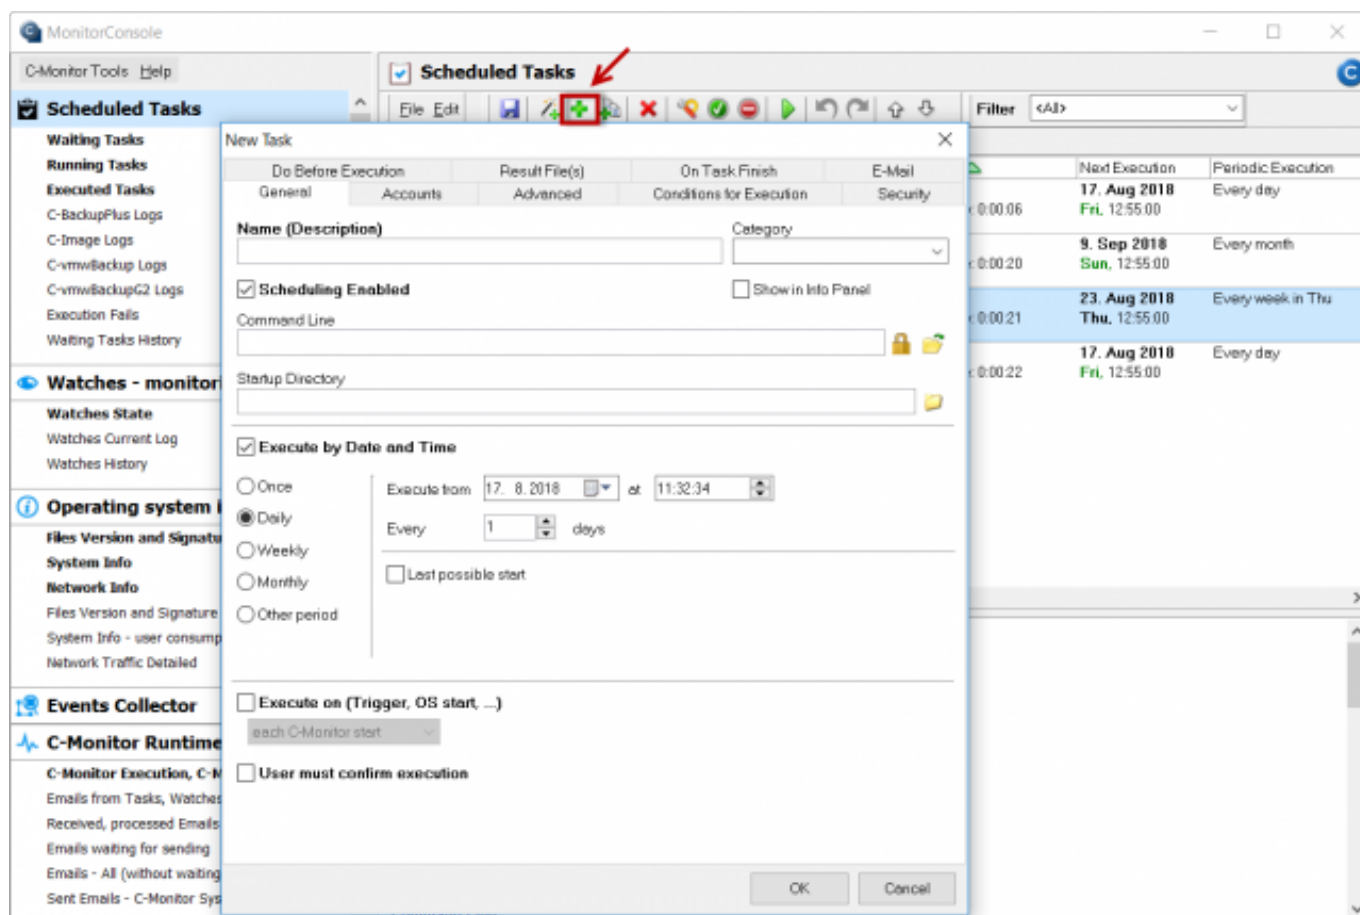 MonitorConsole
C-Monitor Tools Help
Scheduled Tasks
Waiting Tasks
Running Tasks
Executed Tasks
C-BackupPlus Logs
C-Image Logs
C-vmwBackup Logs
C-vmwBackupG2 Logs
Execution Fails
Waiting Tasks History
Watches - monitori
Watches State
Watches Current Log
Watches History
Operating system i
Files Version and Signatu
System Info
Network Info
Files Version and Signature
System Info - user consump
Network Traffic Detailed
Events Collector
C-Monitor Runtime
C-Monitor Execution, C-M
Emails from Tasks, Watches
Received, processed Emails
Emails waiting for sending
Emails - All (without waiting
Sent Emails - C-Monitor Sys
Scheduled Tasks
File Edit
Filter <All>
Next Execution Periodic Execution
17. Aug 2018 Every day
: 0:00:06 Fri, 12:55:00
9. Sep 2018 Every month
: 0:00:20 Sun, 12:55:00
23. Aug 2018 Every week in Thu
: 0:00:21 Thu, 12:55:00
17. Aug 2018 Every day
: 0:00:22 Fri, 12:55:00
New Task
Do Before Execution Result File(s) On Task Finish E-Mail
General Accounts Advanced Conditions for Execution Security
Name (Description) Category
Scheduling Enabled Show in Info Panel
Command Line
Startup Directory
Execute by Date and Time
Once
Daily
Weekly
Monthly
Other period
Execute from 17. 8.2018 at 11:32:34
Every 1 days
Last possible start
Execute on (Trigger, OS start, ...)
each C-Monitor start
User must confirm execution
OK Cancel